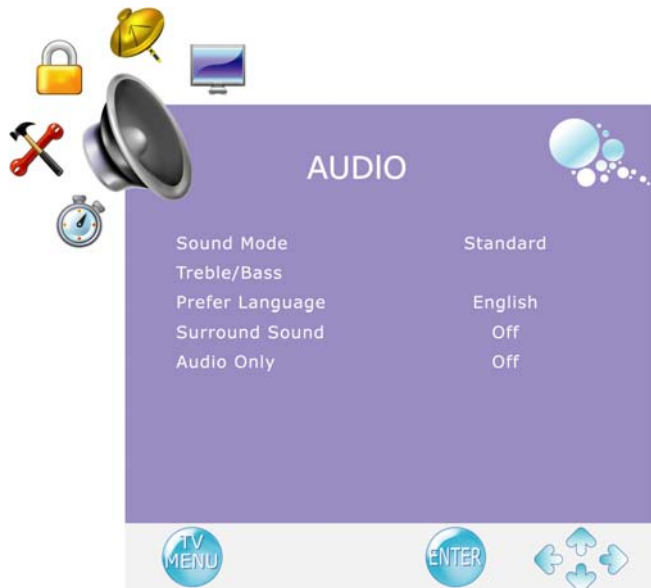 AUDIO
Sound Mode Standard
Treble/Bass
Prefer Language English
Surround Sound Off
Audio Only Off
TV
MENU
ENTER